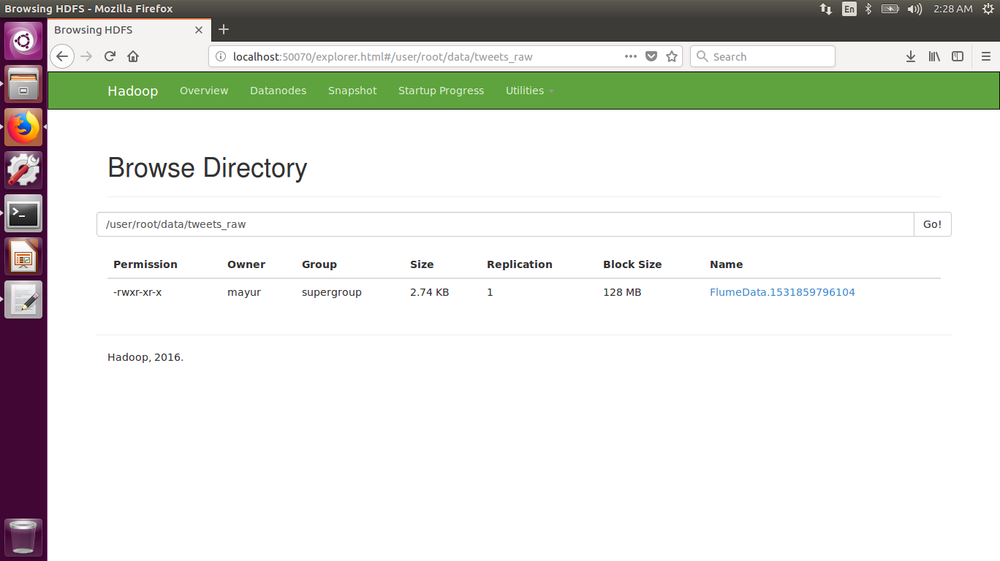 Browsing HDFS - Mozilla Firefox En 2:28 AM
Browsing HDFS
localhost:50070/explorer.html#/user/root/data/tweets_raw Search
Hadoop Overview Datanodes Snapshot Startup Progress Utilities
Browse Directory
/user/root/data/tweets_raw Go!
Permission Owner Group Size Replication Block Size Name
-rwxr-xr-x mayur supergroup 2.74 KB 1 128 MB FlumeData.1531859796104
Hadoop, 2016.